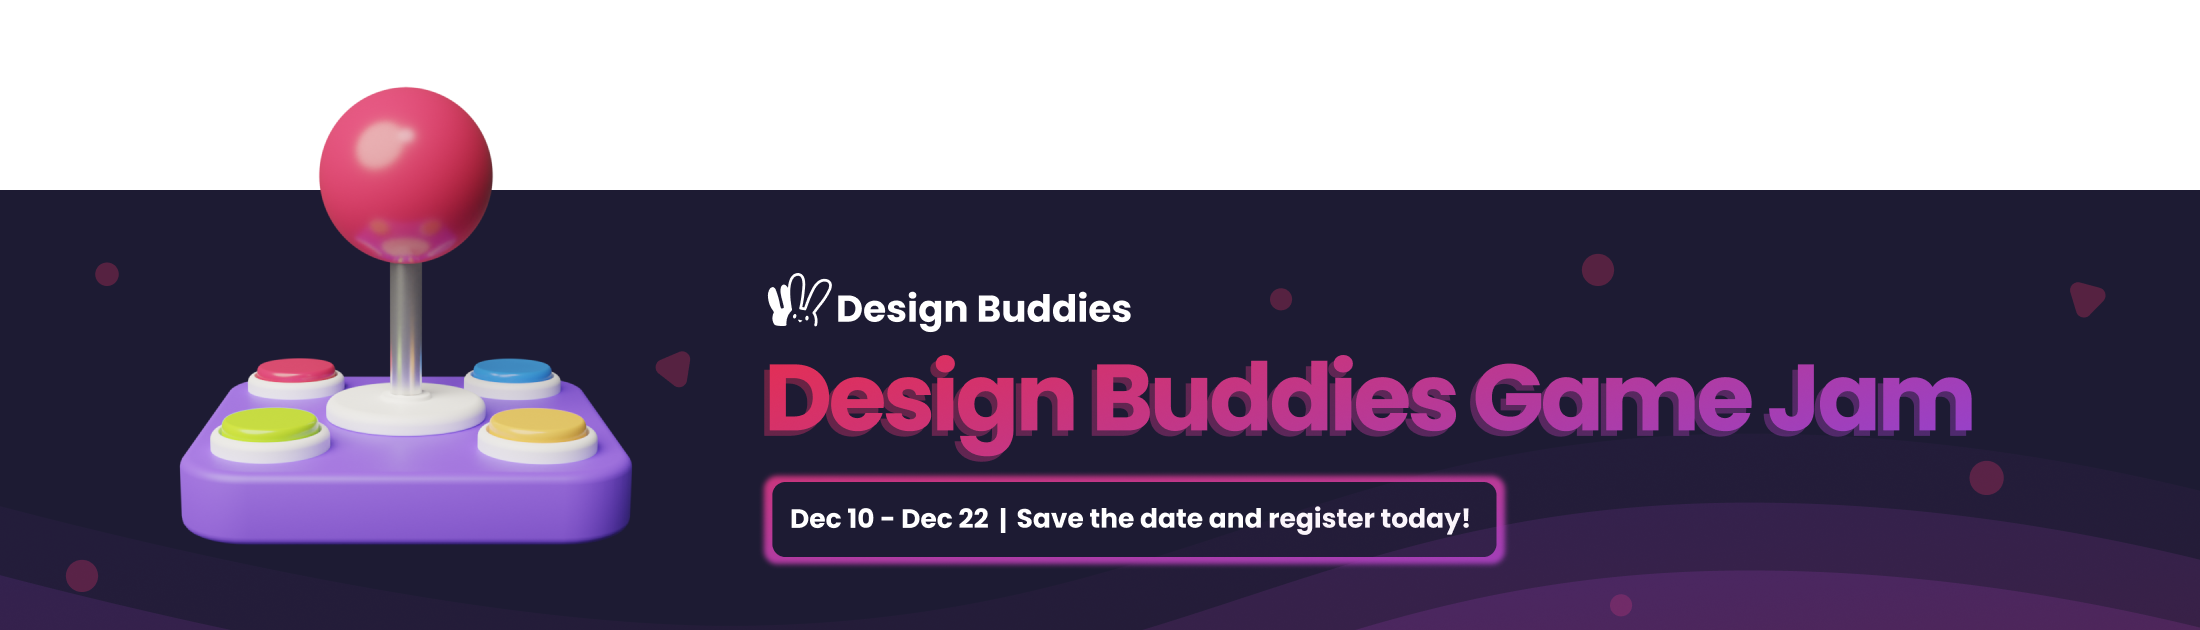 Design Buddies
Design Buddies Game Jam
Dec 10 - Dec 22 | Save the date and register today!